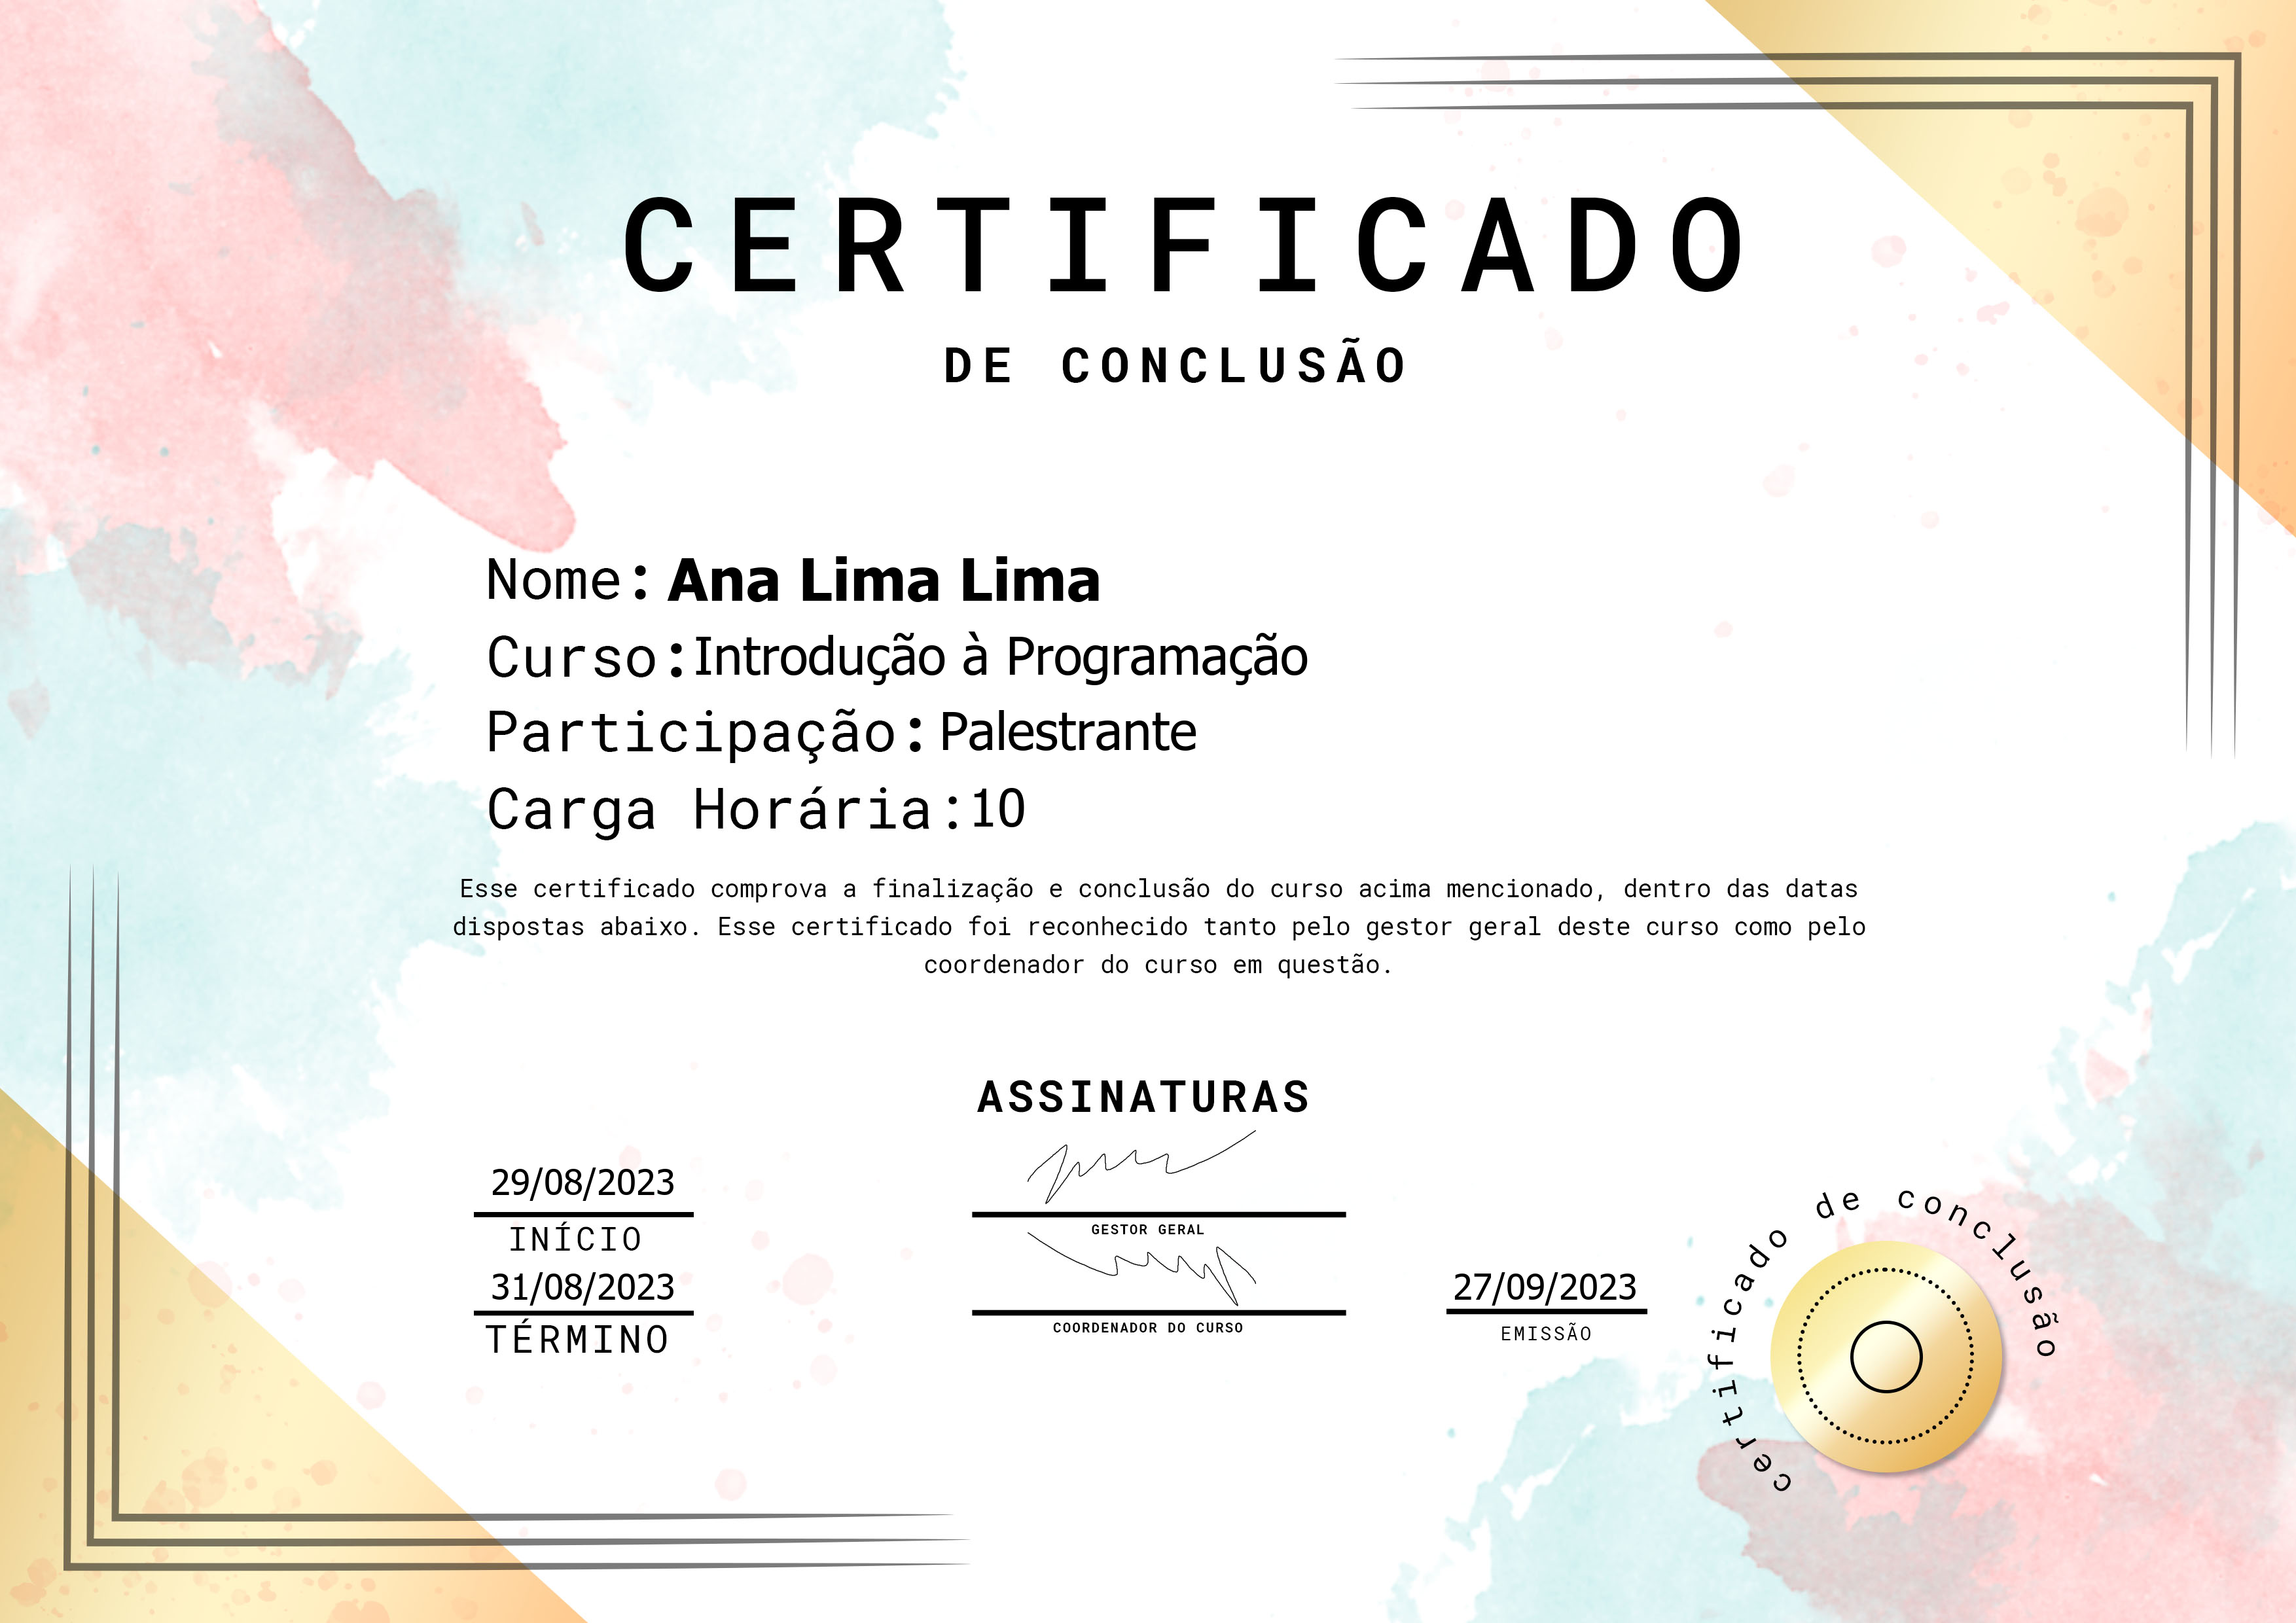 CERTIFICADO
DE CONCLUSÃO
Nome: Ana Lima Lima
Curso:Introdução à Programação
Participação: Palestrante
Carga Horária:10
Esse certificado comprova a finalização e conclusão do curso acima mencionado, dentro das datas
dispostas abaixo. Esse certificado foi reconhecido tanto pelo gestor geral deste curso como pelo
coordenador do curso em questão.
ASSINATURAS
29/08/2023
INÍCIO
31/08/2023
TÉRMINO
GESTOR GERAL
COORDENADOR DO CURSO
27/09/2023
EMISSÃO
certificado de conclusão